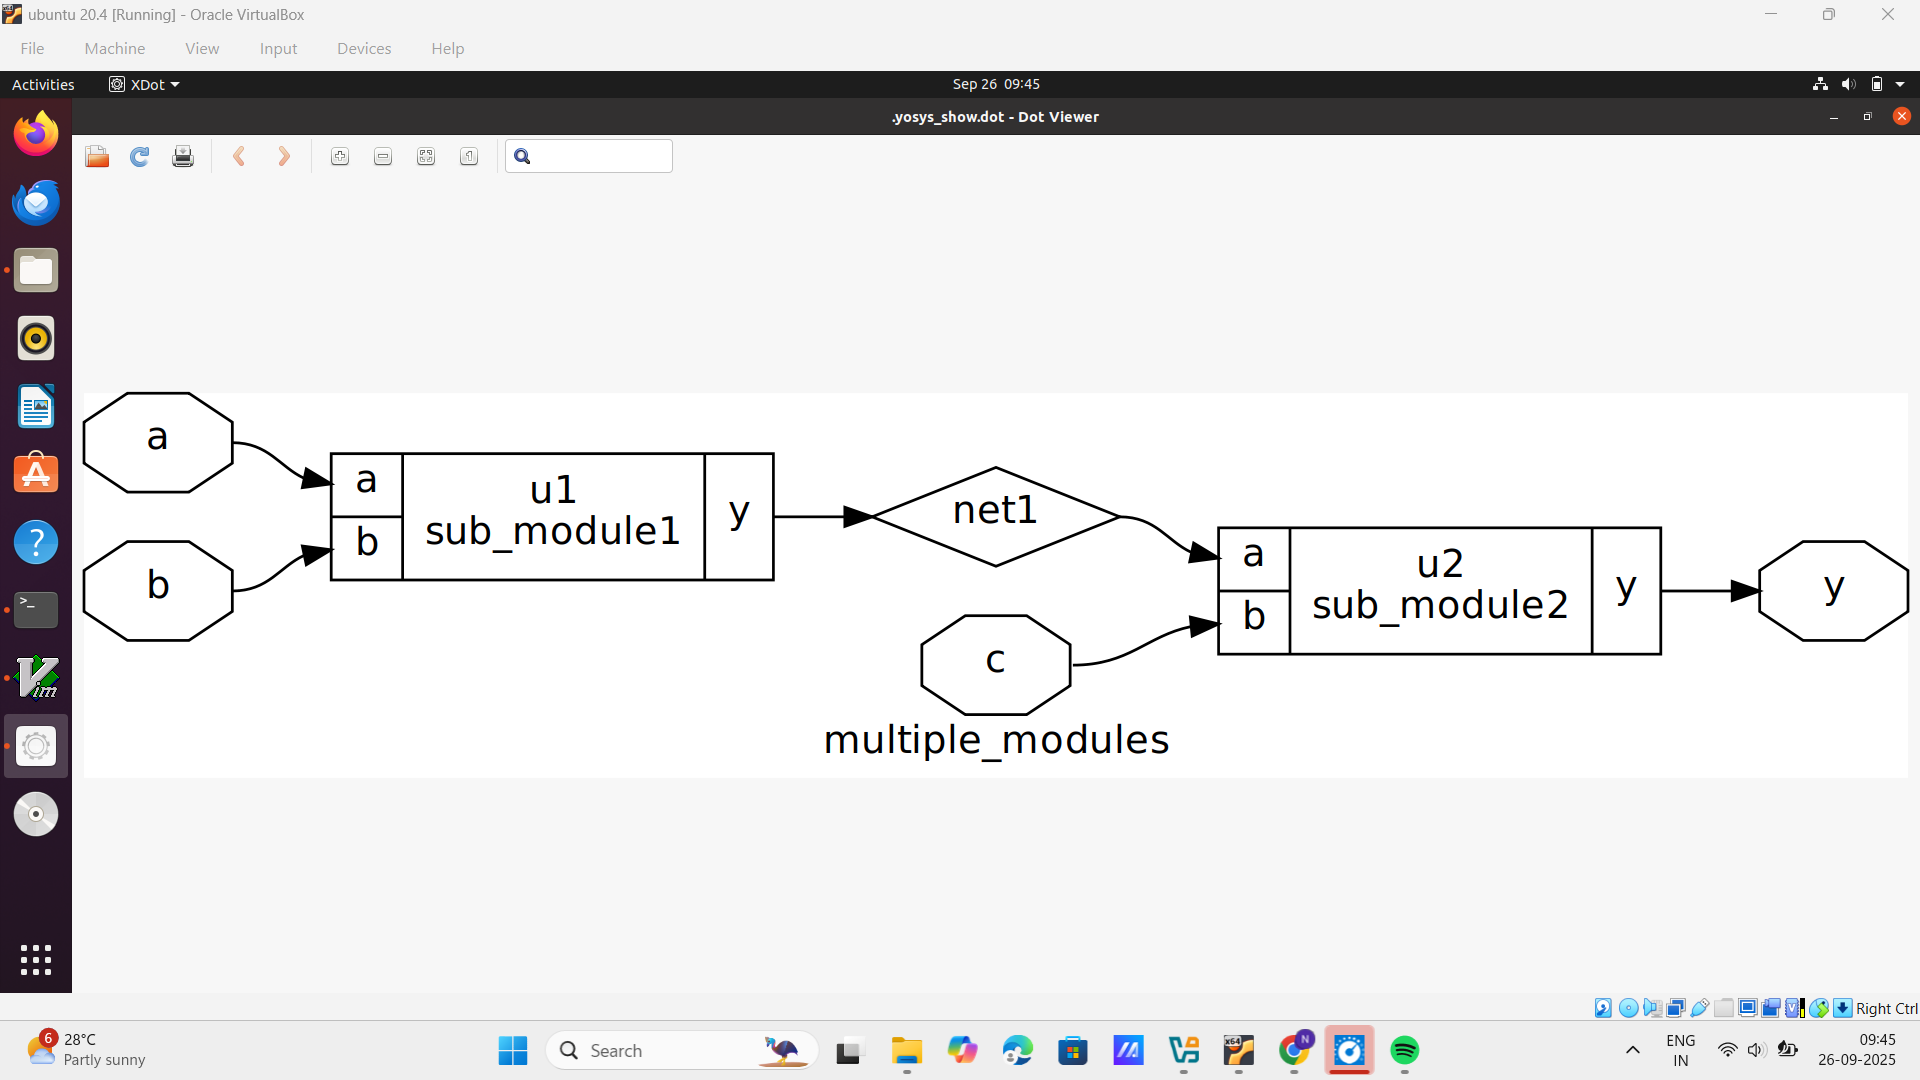 ubuntu 20.4 [Running] - Oracle VirtualBox
File Machine View Input Devices Help
Activities XDot Sep 26 09:45
.yosys_show.dot - Dot Viewer
a
b
a
b
u1
sub_module1
y
net1
c
a
b
u2
sub_module2
y
y
multiple_modules
Right Ctrl
6
28°C
Partly sunny
Search
x64
N
ENG
IN
09:45
26-09-2025